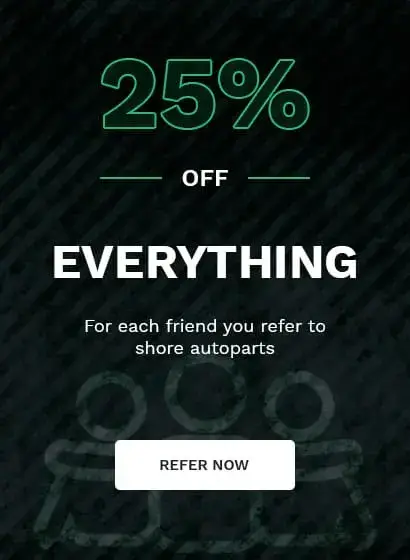 25%
OFF
EVERYTHING
For each friend you refer to
shore autoparts
REFER NOW